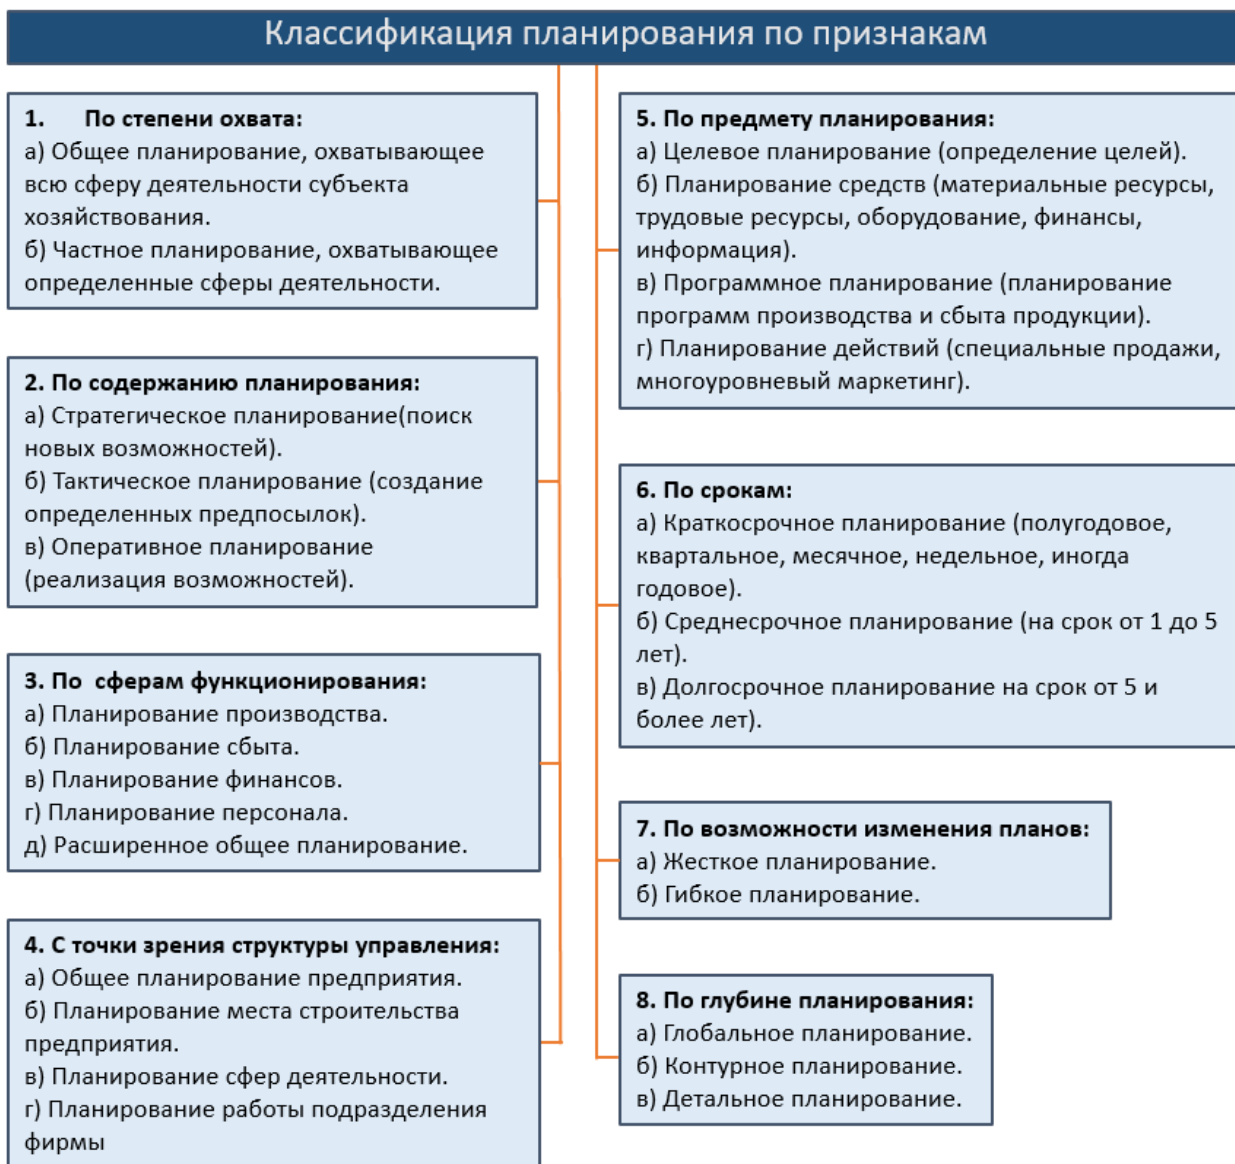 Классификация планирования по признакам
1. По степени охвата:
а) Общее планирование, охватывающее
всю сферу деятельности субъекта
хозяйствования.
б) Частное планирование, охватывающее
определенные сферы деятельности.
2. По содержанию планирования:
а) Стратегическое планирование(поиск
новых возможностей).
б) Тактическое планирование (создание
определенных предпосылок).
в) Оперативное планирование
(реализация возможностей).
3. По сферам функционирования:
а) Планирование производства.
б) Планирование сбыта.
в) Планирование финансов.
г) Планирование персонала.
д) Расширенное общее планирование.
4. С точки зрения структуры управления:
а) Общее планирование предприятия.
б) Планирование места строительства
предприятия.
в) Планирование сфер деятельности.
г) Планирование работы подразделения
фирмы
5. По предмету планирования:
а) Целевое планирование (определение целей).
б) Планирование средств (материальные ресурсы,
трудовые ресурсы, оборудование, финансы,
информация).
в) Программное планирование (планирование
программ производства и сбыта продукции).
г) Планирование действий (специальные продажи,
многоуровневый маркетинг).
6. По срокам:
а) Краткосрочное планирование (полугодовое,
квартальное, месячное, недельное, иногда
годовое).
б) Среднесрочное планирование (на срок от 1 до 5
лет).
в) Долгосрочное планирование на срок от 5 и
более лет).
7. По возможности изменения планов:
а) Жесткое планирование.
б) Гибкое планирование.
8. По глубине планирования:
а) Глобальное планирование.
б) Контурное планирование.
в) Детальное планирование.